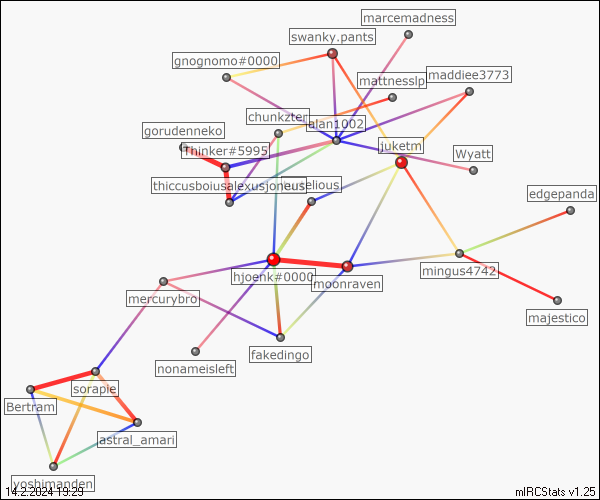 marcemadness
swanky.pants
gnognomo#0000
mattnesslp
maddiee3773
chunkzter
alan1002
gorudenneko
juketm
Thinker#5995
Wyatt
thiccusboiusalexusjoneus
edgepanda
hjoenk#0000
mingus4742
moonraven
mercurybro
majestico
fakedingo
nonameisleft
sorapie
Bertram
astral_amari
yoshimanden
14.2.2024 19:29
mIRCStats v1.25